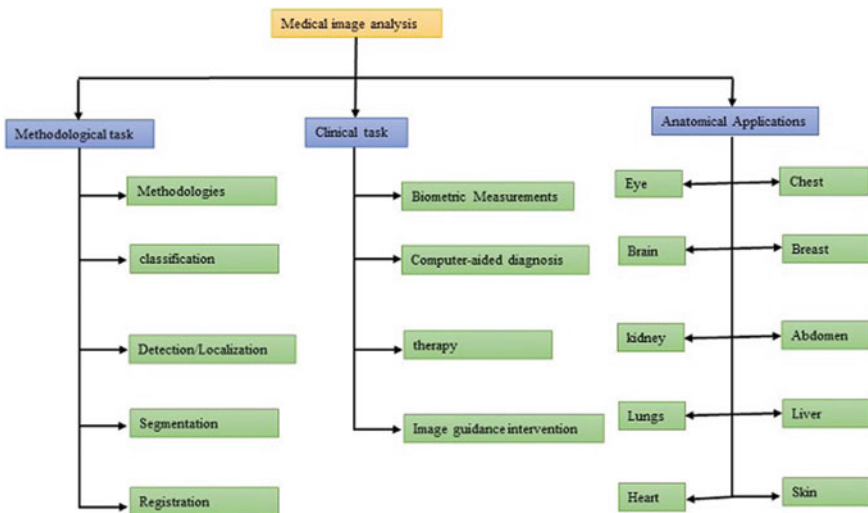 Medical image analysis
Methodological task
Methodologies
classification
Detection/Localization
Segmentation
Registration
Clinical task
Biometric Measurements
Computer-aided diagnosis
therapy
Image guidance intervention
Anatomical Applications
Eye
Chest
Brain
Breast
kidney
Abdomen
Lungs
Liver
Heart
Skin